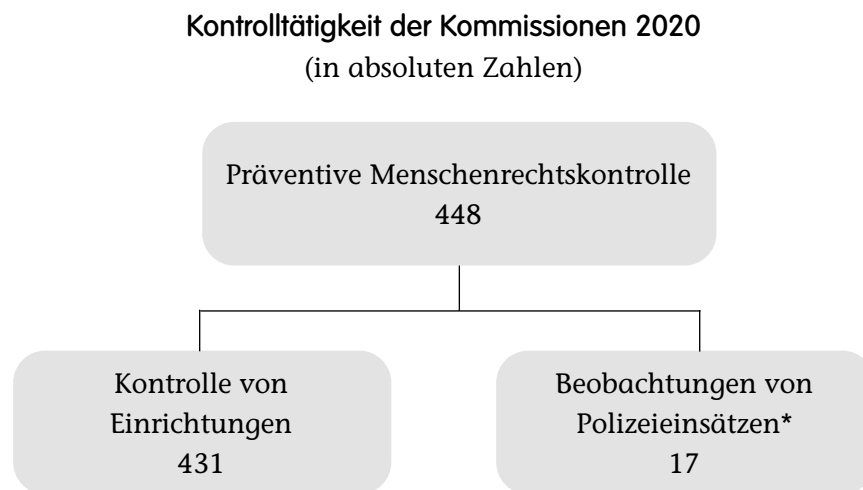 Kontrolltätigkeit der Kommissionen 2020
(in absoluten Zahlen)
Präventive Menschenrechtskontrolle
448
Kontrolle von
Einrichtungen
431
Beobachtungen von
Polizeieinsätzen*
17